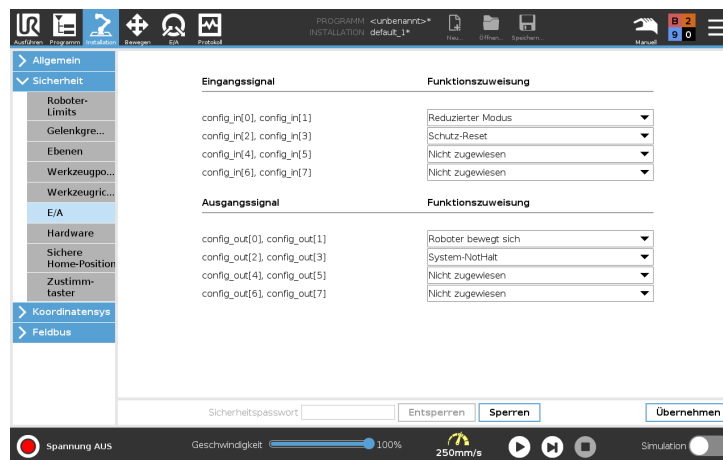 UR
PROGRAMM <unbenannt>*
INSTALLATION default_1*
Ausführen Programm Installation Bewegen E/A Protokoll Neu... Öffnen... Speichern... Manuell
B 2
9 0
Allgemein
Sicherheit
Roboter-
Limits
Gelenkgre...
Ebenen
Werkzeugpo...
Werkzeugric...
E/A
Hardware
Sichere
Home-Position
Zustimm-
taster
Koordinatensys
Feldbus
Eingangssignal Funktionszuweisung
config_in[0], config_in[1] Reduzierter Modus
config_in[2], config_in[3] Schutz-Reset
config_in[4], config_in[5] Nicht zugewiesen
config_in[6], config_in[7] Nicht zugewiesen
Ausgangssignal Funktionszuweisung
config_out[0], config_out[1] Roboter bewegt sich
config_out[2], config_out[3] System-NotHalt
config_out[4], config_out[5] Nicht zugewiesen
config_out[6], config_out[7] Nicht zugewiesen
Sicherheitspasswort Entsperren Sperren Übernehmen
Spannung AUS Geschwindigkeit 100% 250mm/s Simulation